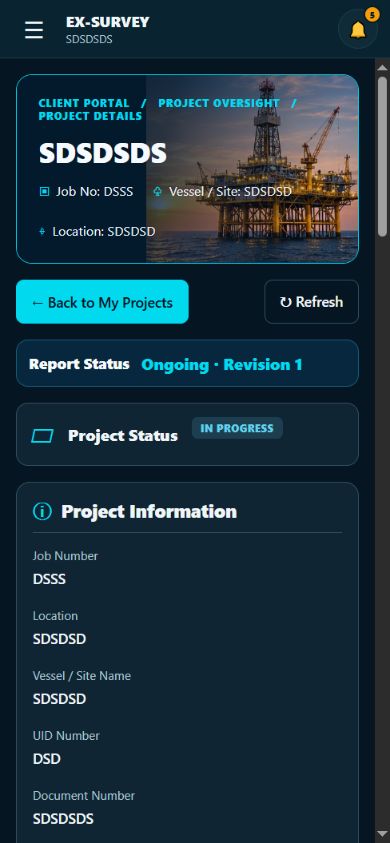 EX-SURVEY
SDSDSDS
5
CLIENT PORTAL / PROJECT OVERSIGHT /
PROJECT DETAILS
SDSDSDS
Job No: DSSS Vessel / Site: SDSDSD
Location: SDSDSD
← Back to My Projects
↻ Refresh
Report Status Ongoing · Revision 1
Project Status IN PROGRESS
Project Information
Job Number
DSSS
Location
SDSDSD
Vessel / Site Name
SDSDSD
UID Number
DSD
Document Number
SDSDSDS